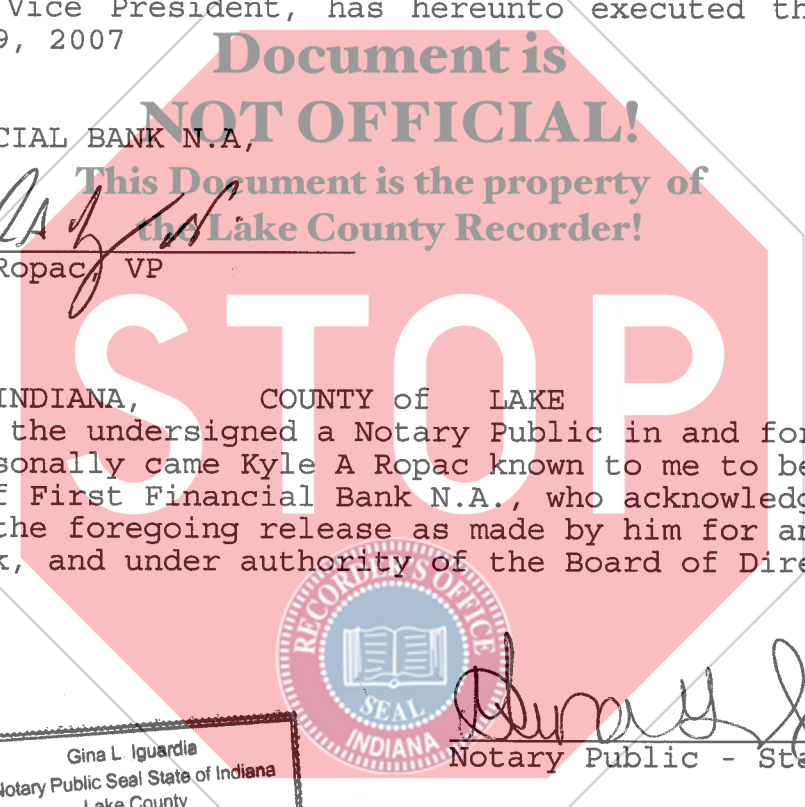 Vice President, has hereunto executed th
9, 2007
Document is
NOT OFFICIAL!
CIAL BANK N.A,
This Document is the property of
the Lake County Recorder!
Ropac, VP
STOP
INDIANA, COUNTY of LAKE
the undersigned a Notary Public in and for
sonally came Kyle A Ropac known to me to be
f First Financial Bank N.A., who acknowledg
the foregoing release as made by him for an
k, and under authority of the Board of Dire
RECORDER'S OFFICE
SEAL
INDIANA
Notary Public - Sta
Gina L. Iguardia
Notary Public Seal State of Indiana
Lake County